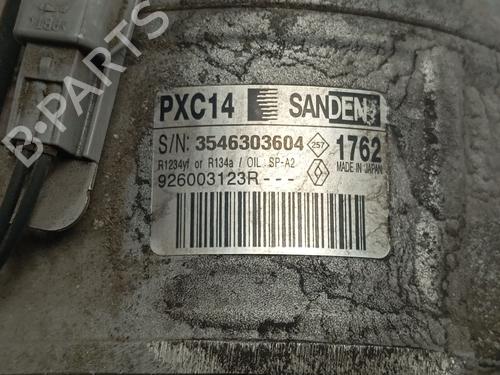 PXC14 SANDEN
S/N: 3546303604 257 1762
R1234yf or R134a / OIL : SP-A2 MADE IN JAPAN
926003123R---
B-PARTS